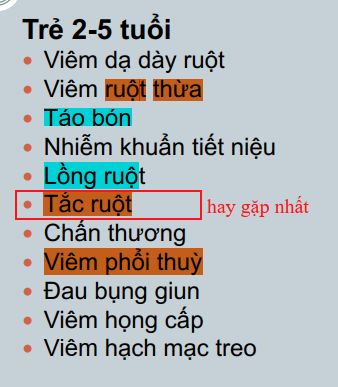 Trẻ 2-5 tuổi
• Viêm dạ dày ruột
• Viêm ruột thừa
• Táo bón
• Nhiễm khuẩn tiết niệu
• Lồng ruột
• Tắc ruột hay gặp nhất
• Chấn thương
• Viêm phổi thuỳ
• Đau bụng giun
• Viêm họng cấp
• Viêm hạch mạc treo